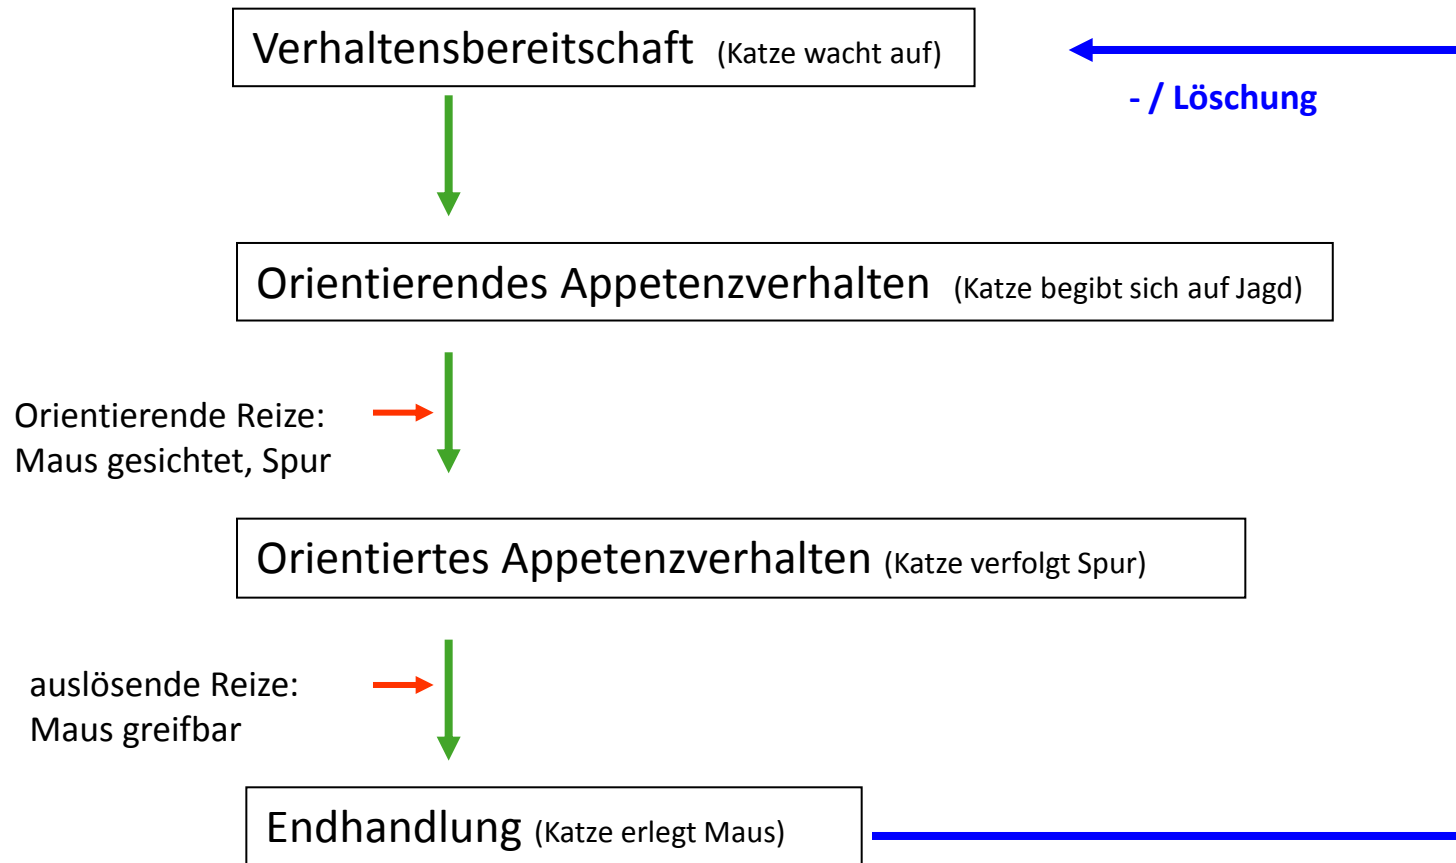 Verhaltensbereitschaft (Katze wacht auf)
- / Löschung
Orientierendes Appetenzverhalten (Katze begibt sich auf Jagd)
Orientierende Reize:
Maus gesichtet, Spur
Orientiertes Appetenzverhalten (Katze verfolgt Spur)
auslösende Reize:
Maus greifbar
Endhandlung (Katze erlegt Maus)